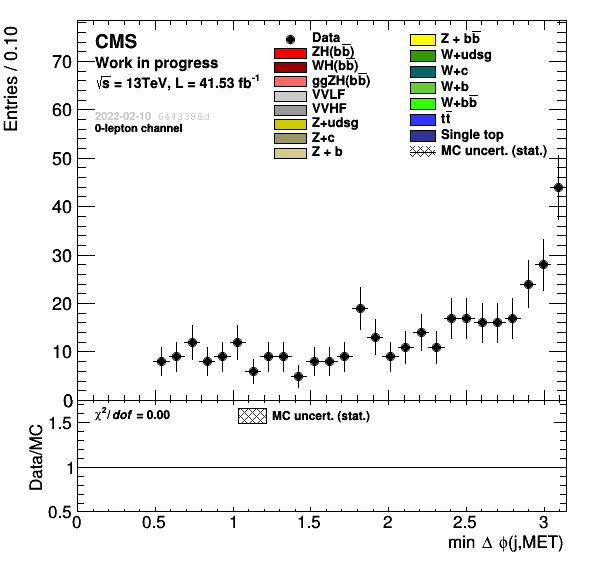 Entries / 0.10
CMS
Work in progress
√s = 13TeV, L = 41.53 fb⁻¹
2022-02-10 6443388d
0-lepton channel
Data
ZH(bb̅)
WH(bb̅)
ggZH(bb̅)
VVLF
VVHF
Z+udsg
Z+c
Z + b
Z + bb̅
W+udsg
W+c
W+b
W+bb̅
tt̅
Single top
MC uncert. (stat.)
70
60
50
40
30
20
10
0
Data/MC
χ²/dof = 0.00
MC uncert. (stat.)
1.5
1
0.5
0 0.5 1 1.5 2 2.5 3
min Δ φ(j,MET)